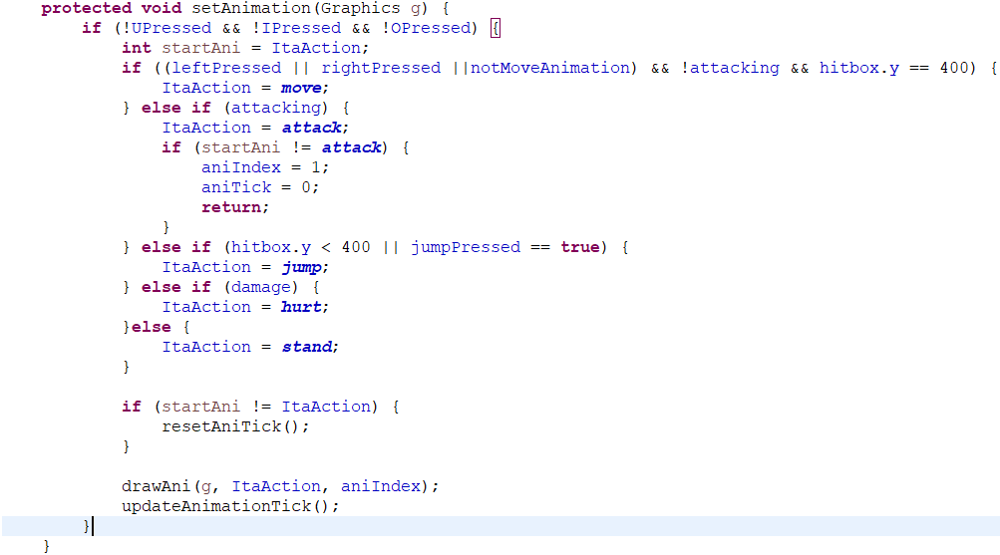 protected void setAnimation(Graphics g) {
    if (!UPressed && !IPressed && !OPressed) {
        int startAni = ItaAction;
        if ((leftPressed || rightPressed ||notMoveAnimation) && !attacking && hitbox.y == 400) {
            ItaAction = move;
        } else if (attacking) {
            ItaAction = attack;
            if (startAni != attack) {
                aniIndex = 1;
                aniTick = 0;
                return;
            }
        } else if (hitbox.y < 400 || jumpPressed == true) {
            ItaAction = jump;
        } else if (damage) {
            ItaAction = hurt;
        }else {
            ItaAction = stand;
        }

        if (startAni != ItaAction) {
            resetAniTick();
        }

        drawAni(g, ItaAction, aniIndex);
        updateAnimationTick();
    }
}